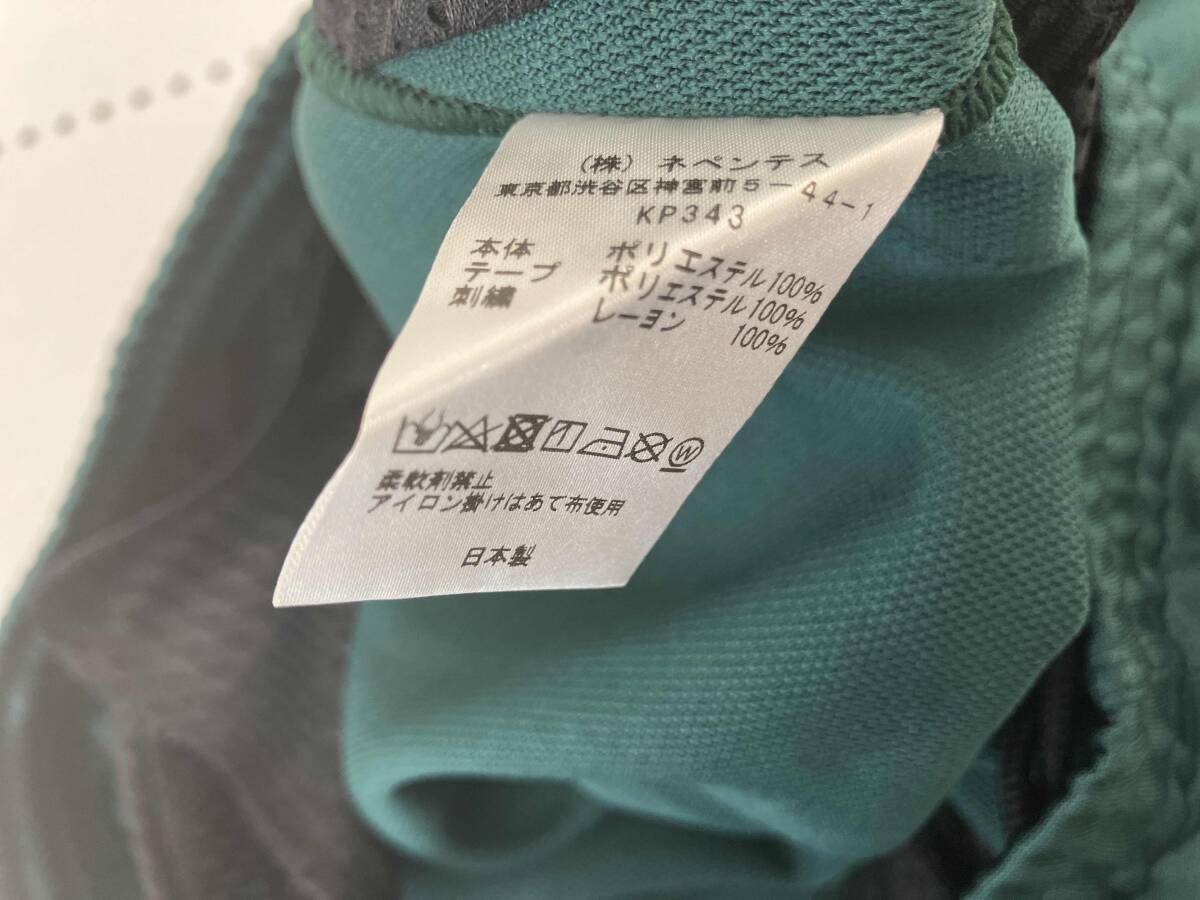 (株) ネペンテス
東京都渋谷区神宮前5-44-1
KP343
本体 ポリエステル100%
テープ ポリエステル100%
刺繍 レーヨン 100%
W
柔軟剤禁止
アイロン掛けはあて布使用
日本製